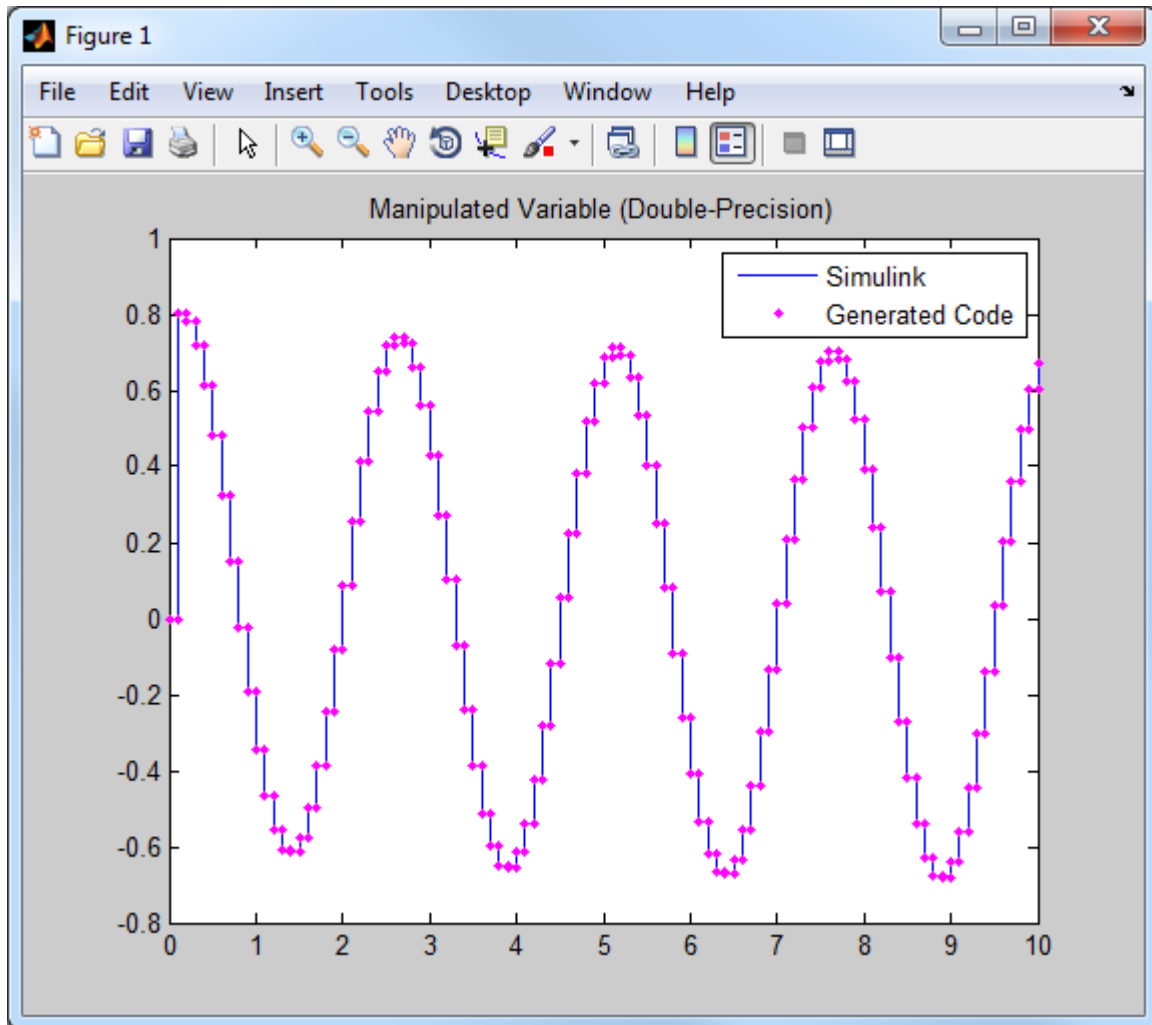 Figure 1
File Edit View Insert Tools Desktop Window Help
Manipulated Variable (Double-Precision)
Simulink
Generated Code
1
0.8
0.6
0.4
0.2
0
-0.2
-0.4
-0.6
-0.8
0 1 2 3 4 5 6 7 8 9 10